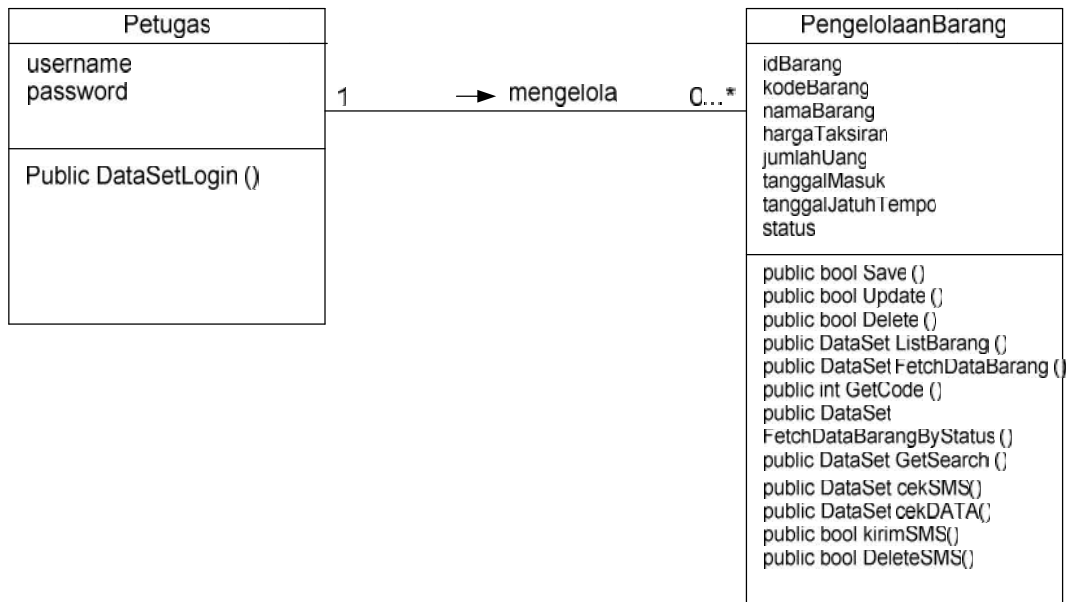 Petugas
username
password
Public DataSetLogin ()
1
mengelola
0...*
PengelolaanBarang
idBarang
kodeBarang
namaBarang
hargaTaksiran
jumlahUang
tanggalMasuk
tanggalJatuhTempo
status
public bool Save ()
public bool Update ()
public bool Delete ()
public DataSet ListBarang ()
public DataSet FetchDataBarang ()
public int GetCode ()
public DataSet
FetchDataBarangByStatus ()
public DataSet GetSearch ()
public DataSet cekSMS()
public DataSet cekDATA()
public bool kirimSMS()
public bool DeleteSMS()